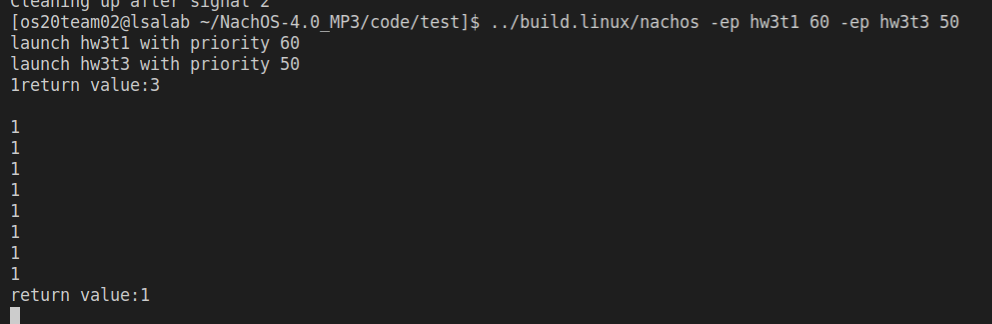 Cleaning up after signal 2
[os20team02@lsalab ~/NachOS-4.0_MP3/code/test]$ ../build.linux/nachos -ep hw3t1 60 -ep hw3t3 50
launch hw3t1 with priority 60
launch hw3t3 with priority 50
1return value:3
1
1
1
1
1
1
1
1
return value:1